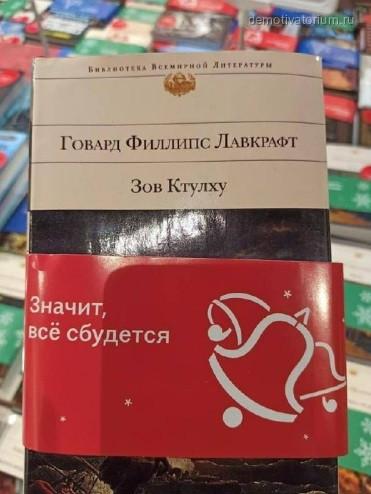 demotivatorium.ru
Библиотека Всемирной Литературы
Говард Филлипс Лавкрафт
Зов Ктулху
Значит,
всё сбудется